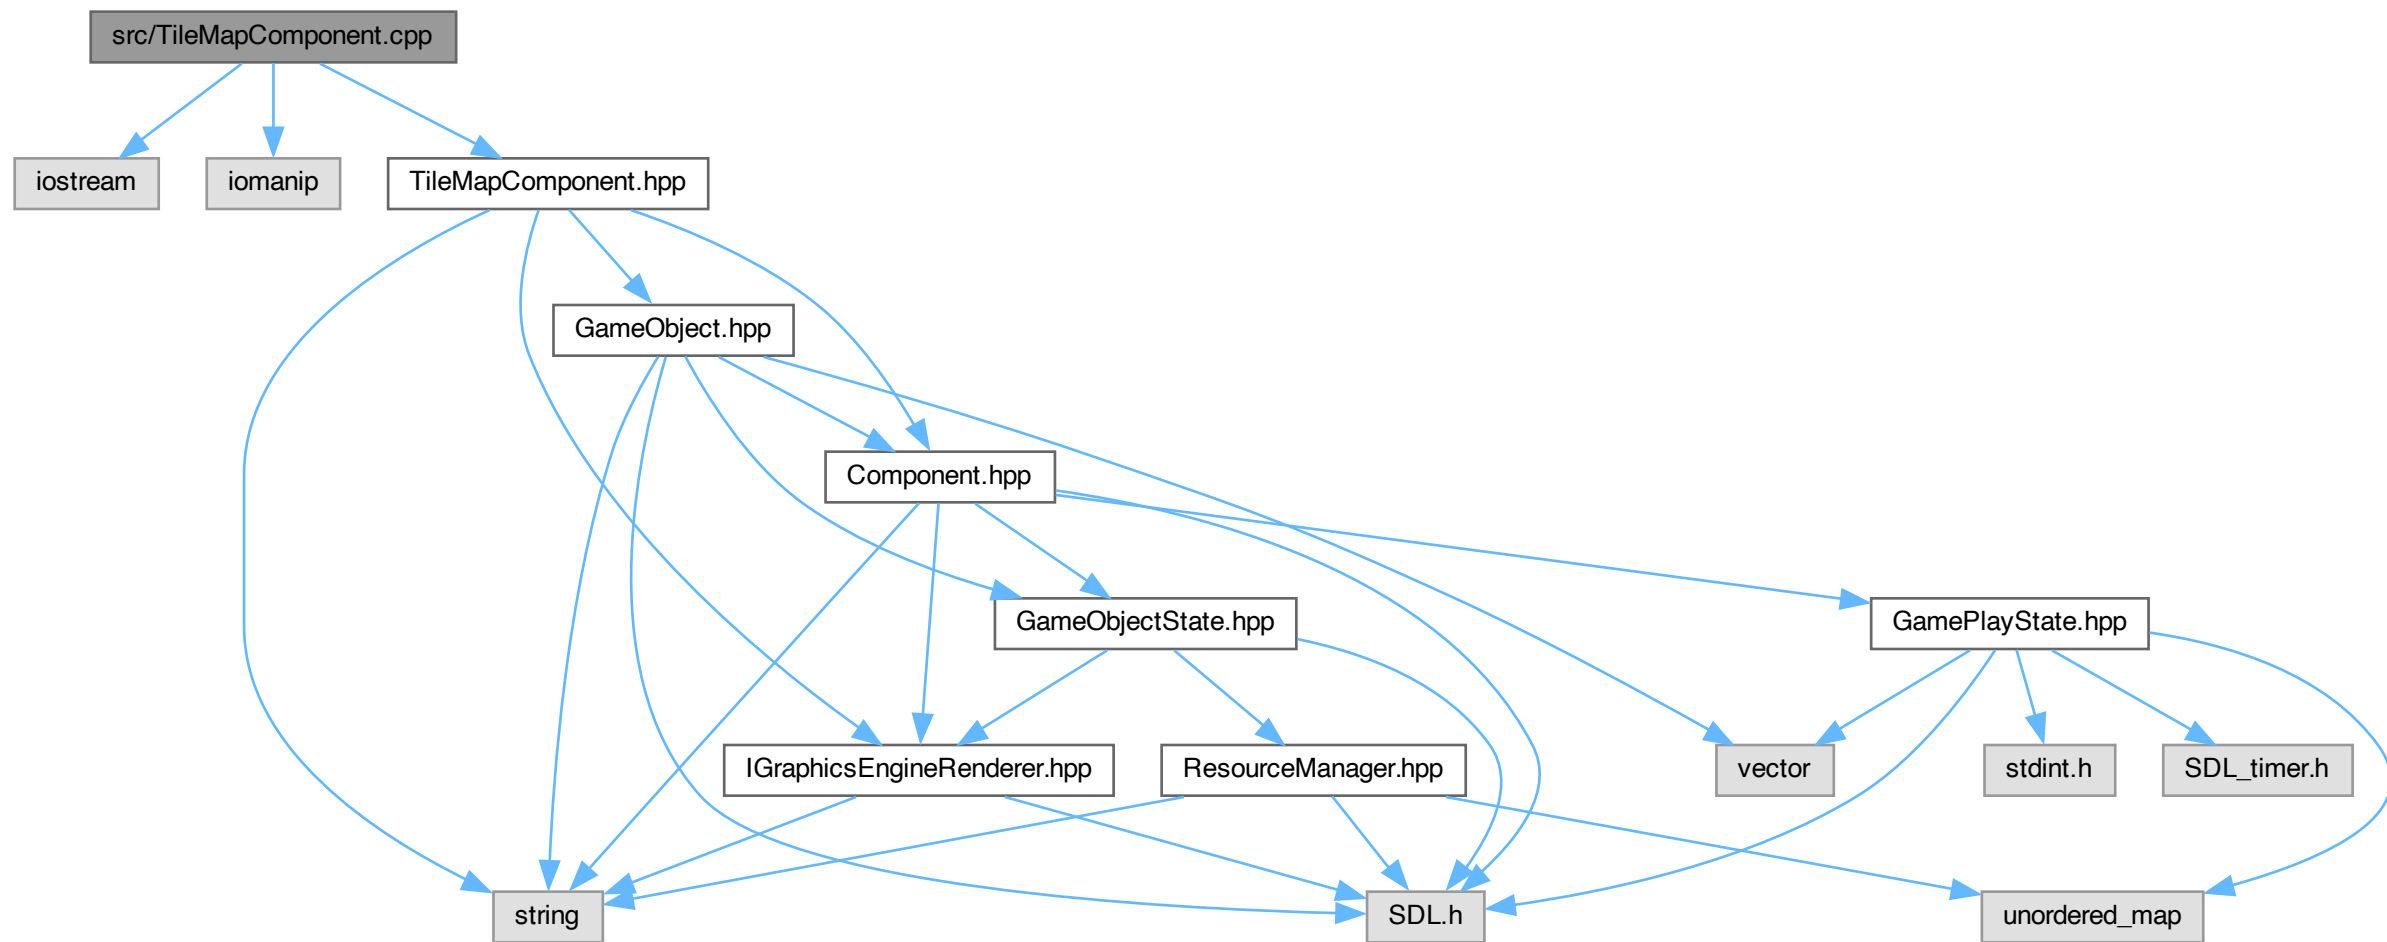 src/TileMapComponent.cpp
iostream
iomanip
TileMapComponent.hpp
GameObject.hpp
Component.hpp
GameObjectState.hpp
GamePlayState.hpp
IGraphicsEngineRenderer.hpp
ResourceManager.hpp
vector
stdint.h
SDL_timer.h
string
SDL.h
unordered_map